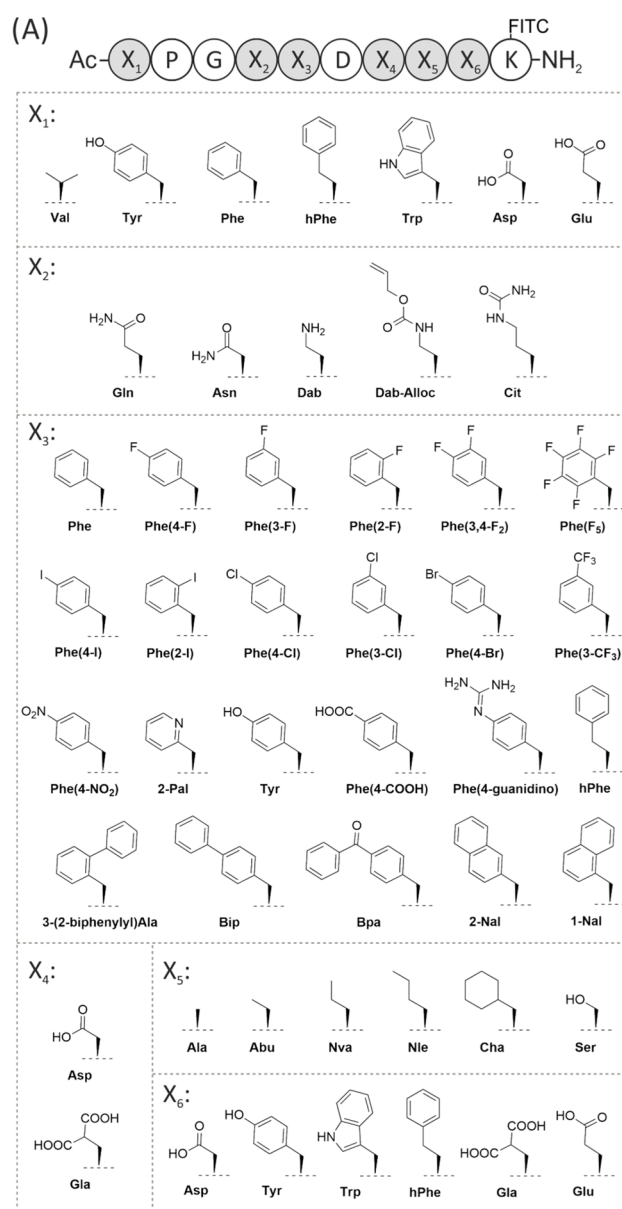 (A)
FITC
Ac- X₁ P G X₂ X₃ D X₄ X₅ X₆ K -NH₂
X₁:
HO
HN
HO O
HO O
Val Tyr Phe hPhe Trp Asp Glu
X₂:
H₂N O
H₂N O
NH₂
O
O NH
O NH₂
HN
Gln Asn Dab Dab-Alloc Cit
X₃:
F F F F F F F F F F
Phe Phe(4-F) Phe(3-F) Phe(2-F) Phe(3,4-F₂) Phe(F₅)
I I Cl Cl Br CF₃
Phe(4-I) Phe(2-I) Phe(4-Cl) Phe(3-Cl) Phe(4-Br) Phe(3-CF₃)
O₂N N HO HOOC H₂N NH₂ N
Phe(4-NO₂) 2-Pal Tyr Phe(4-COOH) Phe(4-guanidino) hPhe
O
3-(2-biphenylyl)Ala Bip Bpa 2-Nal 1-Nal
X₄:
O
HO
Asp
COOH
HOOC
Gla
X₅:
HO
Ala Abu Nva Nle Cha Ser
X₆:
HO O
HO
HN
COOH
HOOC
HO O
Asp Tyr Trp hPhe Gla Glu